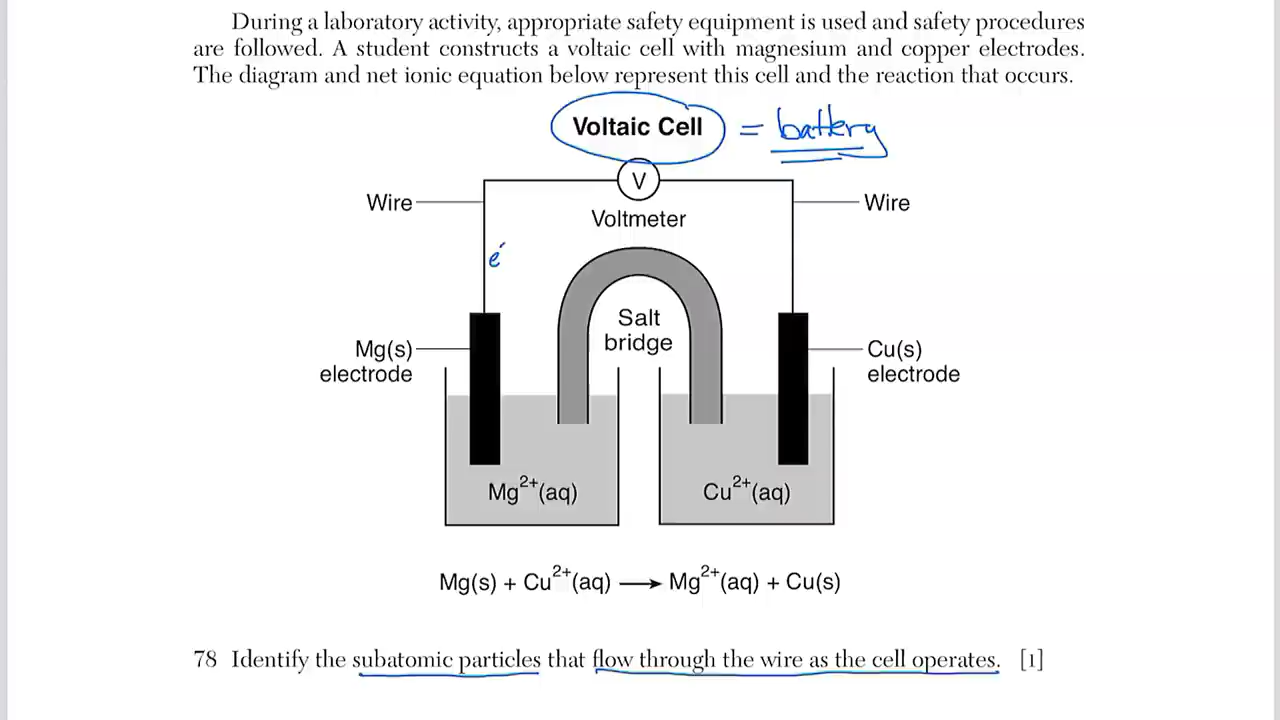 During a laboratory activity, appropriate safety equipment is used and safety procedures
are followed. A student constructs a voltaic cell with magnesium and copper electrodes.
The diagram and net ionic equation below represent this cell and the reaction that occurs.
Voltaic Cell = battery
V
Wire
Wire
Voltmeter
e⁻
Salt
bridge
Mg(s)
electrode
Cu(s)
electrode
Mg²⁺(aq)
Cu²⁺(aq)
Mg(s) + Cu²⁺(aq) ⟶ Mg²⁺(aq) + Cu(s)
78 Identify the subatomic particles that flow through the wire as the cell operates. [1]